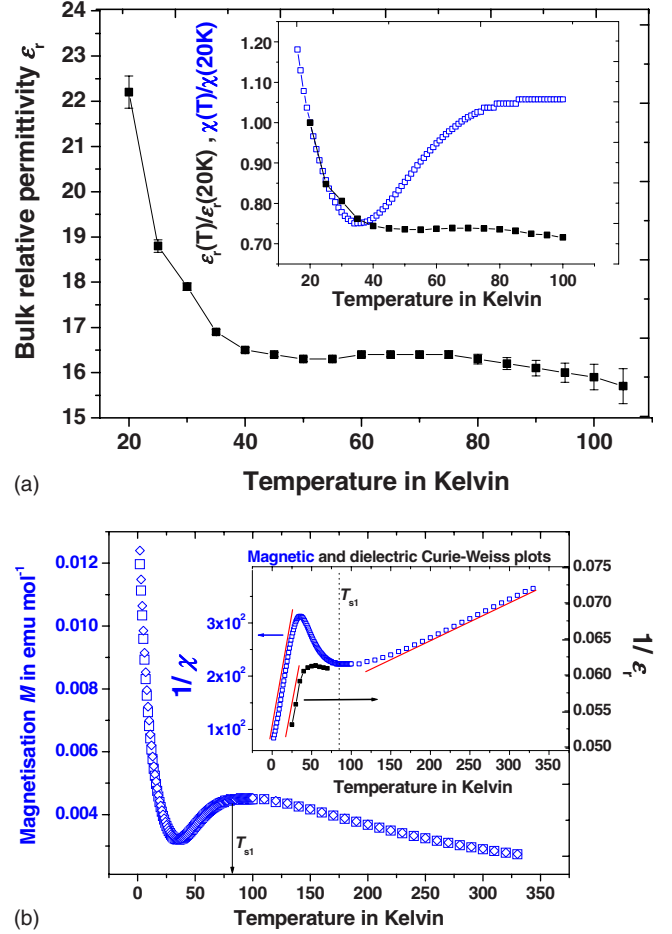 24
23
22
21
20
19
18
17
16
15
Bulk relative permittivity εr
1.20
1.10
1.00
0.90
0.80
0.70
εr(T)/εr(20K) , χ(T)/χ(20K)
20 40 60 80 100
Temperature in Kelvin
20 40 60 80 100
Temperature in Kelvin
(a)
0.012
0.010
0.008
0.006
0.004
Magnetisation M in emu mol⁻¹
Magnetic and dielectric Curie-Weiss plots
Ts1
3x10²
2x10²
1x10²
1/ χ
0.075
0.070
0.065
0.060
0.055
0.050
1/ εr
0 50 100 150 200 250 300 350
Temperature in Kelvin
Ts1
0 50 100 150 200 250 300 350
Temperature in Kelvin
(b)